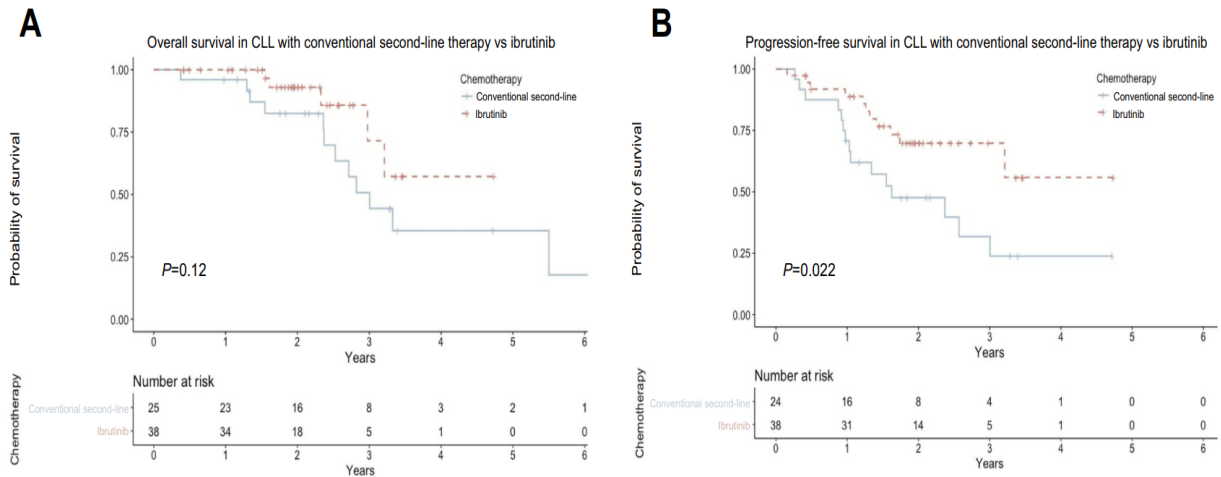 A
Overall survival in CLL with conventional second-line therapy vs ibrutinib
Probability of survival
1.00
0.75
0.50
0.25
0.00
Chemotherapy
Conventional second-line
Ibrutinib
P=0.12
0 1 2 3 4 5 6
Years
Chemotherapy
Number at risk
Conventional second-line 25 23 16 8 3 2 1
Ibrutinib 38 34 18 5 1 0 0
0 1 2 3 4 5 6
Years
B
Progression-free survival in CLL with conventional second-line therapy vs ibrutinib
Probability of survival
1.00
0.75
0.50
0.25
0.00
Chemotherapy
Conventional second-line
Ibrutinib
P=0.022
0 1 2 3 4 5 6
Years
Chemotherapy
Number at risk
Conventional second-line 24 16 8 4 1 0 0
Ibrutinib 38 31 14 5 1 0 0
0 1 2 3 4 5 6
Years